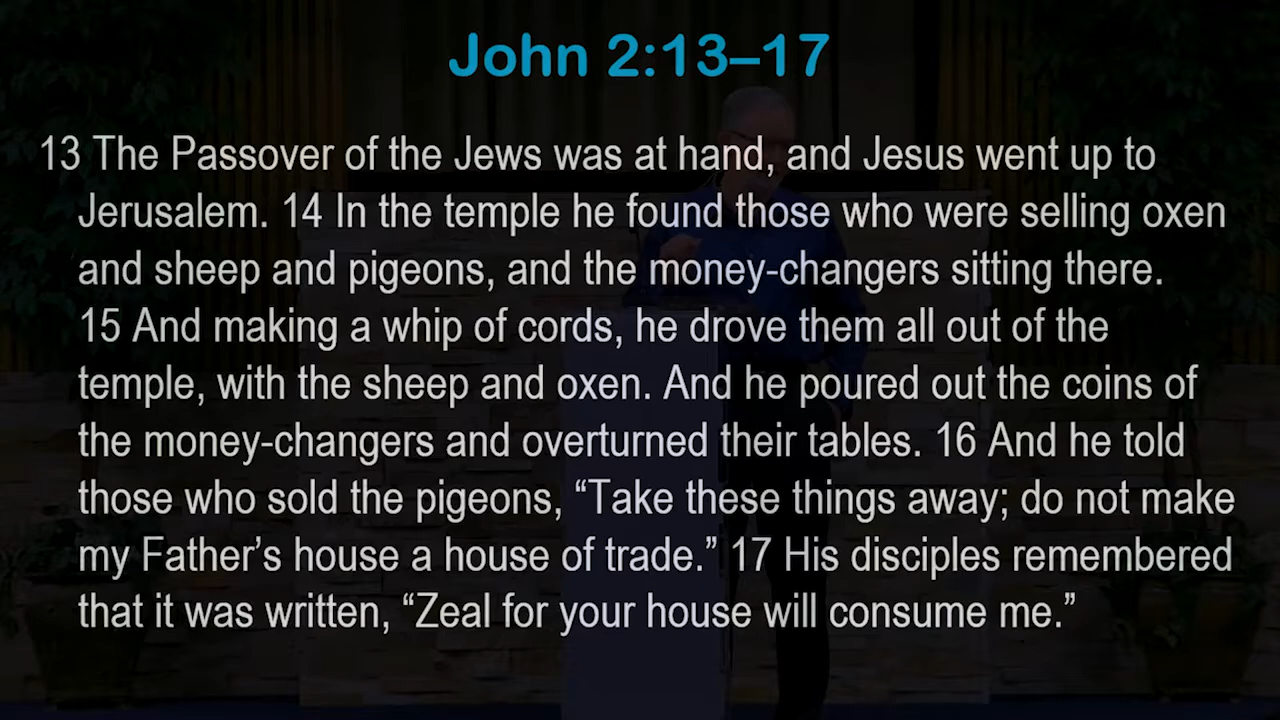 John 2:13–17
13 The Passover of the Jews was at hand, and Jesus went up to
Jerusalem. 14 In the temple he found those who were selling oxen
and sheep and pigeons, and the money-changers sitting there.
15 And making a whip of cords, he drove them all out of the
temple, with the sheep and oxen. And he poured out the coins of
the money-changers and overturned their tables. 16 And he told
those who sold the pigeons, “Take these things away; do not make
my Father’s house a house of trade.” 17 His disciples remembered
that it was written, “Zeal for your house will consume me.”